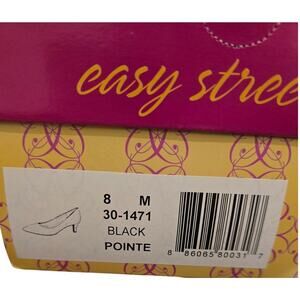 easy stree
8 M
30-1471
BLACK
POINTE
8 86065 80031 7